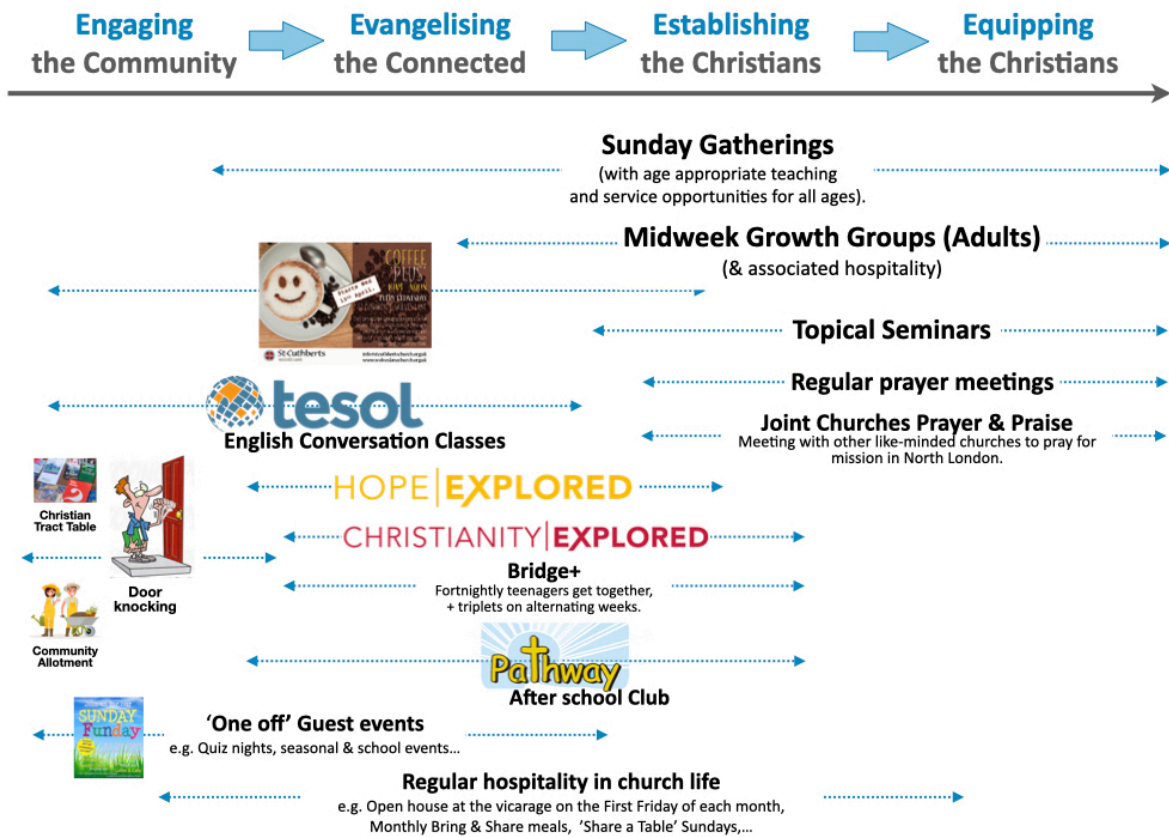 Engaging
the Community
Evangelising
the Connected
Establishing
the Christians
Equipping
the Christians
Sunday Gatherings
(with age appropriate teaching
and service opportunities for all ages).
Midweek Growth Groups (Adults)
(& associated hospitality)
COFFEE
PLUS
Starts Wed
19th April.
St Cuthberts
Topical Seminars
Regular prayer meetings
tesol
English Conversation Classes
Joint Churches Prayer & Praise
Meeting with other like-minded churches to pray for
mission in North London.
Christian
Tract Table
HOPE|EXPLORED
CHRISTIANITY|EXPLORED
Door
knocking
Bridge+
Fortnightly teenagers get together,
+ triplets on alternating weeks.
Community
Allotment
Pathway
After school Club
SUNDAY
Funday
‘One off’ Guest events
e.g. Quiz nights, seasonal & school events...
Regular hospitality in church life
e.g. Open house at the vicarage on the First Friday of each month,
Monthly Bring & Share meals, ‘Share a Table’ Sundays,...